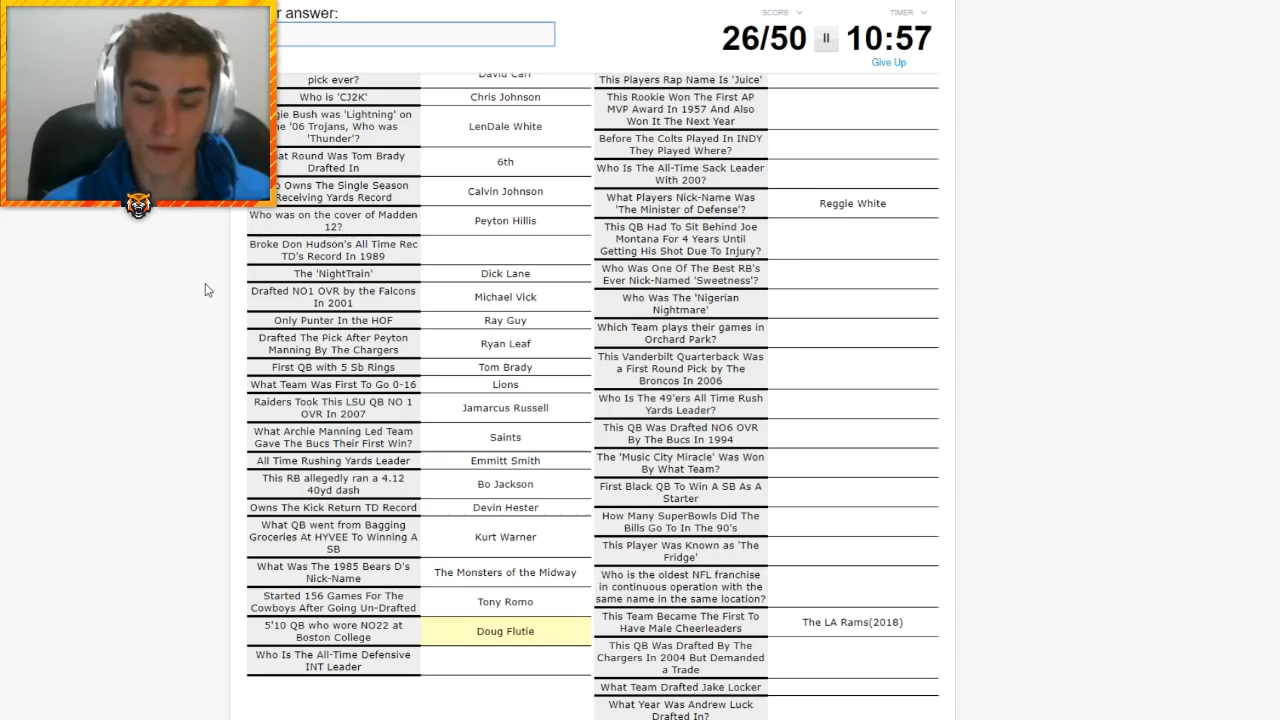 r answer:
SCORE
TIMER
26/50
10:57
Give Up
pick ever?
David Carr
Who is 'CJ2K'
Chris Johnson
gie Bush was 'Lightning' on
e '06 Trojans, Who was
'Thunder'?
LenDale White
at Round Was Tom Brady
Drafted In
6th
o Owns The Single Season
Receiving Yards Record
Calvin Johnson
Who was on the cover of Madden
12?
Peyton Hillis
Broke Don Hudson's All Time Rec
TD's Record In 1989
The 'NightTrain'
Dick Lane
Drafted NO1 OVR by the Falcons
In 2001
Michael Vick
Only Punter In the HOF
Ray Guy
Drafted The Pick After Peyton
Manning By The Chargers
Ryan Leaf
First QB with 5 Sb Rings
Tom Brady
What Team Was First To Go 0-16
Lions
Raiders Took This LSU QB NO 1
OVR In 2007
Jamarcus Russell
What Archie Manning Led Team
Gave The Bucs Their First Win?
Saints
All Time Rushing Yards Leader
Emmitt Smith
This RB allegedly ran a 4.12
40yd dash
Bo Jackson
Owns The Kick Return TD Record
Devin Hester
What QB went from Bagging
Groceries At HYVEE To Winning A
SB
Kurt Warner
What Was The 1985 Bears D's
Nick-Name
The Monsters of the Midway
Started 156 Games For The
Cowboys After Going Un-Drafted
Tony Romo
5'10 QB who wore NO22 at
Boston College
Doug Flutie
Who Is The All-Time Defensive
INT Leader
This Players Rap Name Is 'Juice'
This Rookie Won The First AP
MVP Award In 1957 And Also
Won It The Next Year
Before The Colts Played In INDY
They Played Where?
Who Is The All-Time Sack Leader
With 200?
What Players Nick-Name Was
'The Minister of Defense'?
Reggie White
This QB Had To Sit Behind Joe
Montana For 4 Years Until
Getting His Shot Due To Injury?
Who Was One Of The Best RB's
Ever Nick-Named 'Sweetness'?
Who Was The 'Nigerian
Nightmare'
Which Team plays their games in
Orchard Park?
This Vanderbilt Quarterback Was
a First Round Pick by The
Broncos In 2006
Who Is The 49'ers All Time Rush
Yards Leader?
This QB Was Drafted NO6 OVR
By The Bucs In 1994
The 'Music City Miracle' Was Won
By What Team?
First Black QB To Win A SB As A
Starter
How Many SuperBowls Did The
Bills Go To In The 90's
This Player Was Known as 'The
Fridge'
Who is the oldest NFL franchise
in continuous operation with the
same name in the same location?
This Team Became The First To
Have Male Cheerleaders
The LA Rams(2018)
This QB Was Drafted By The
Chargers In 2004 But Demanded
a Trade
What Team Drafted Jake Locker
What Year Was Andrew Luck
Drafted In?